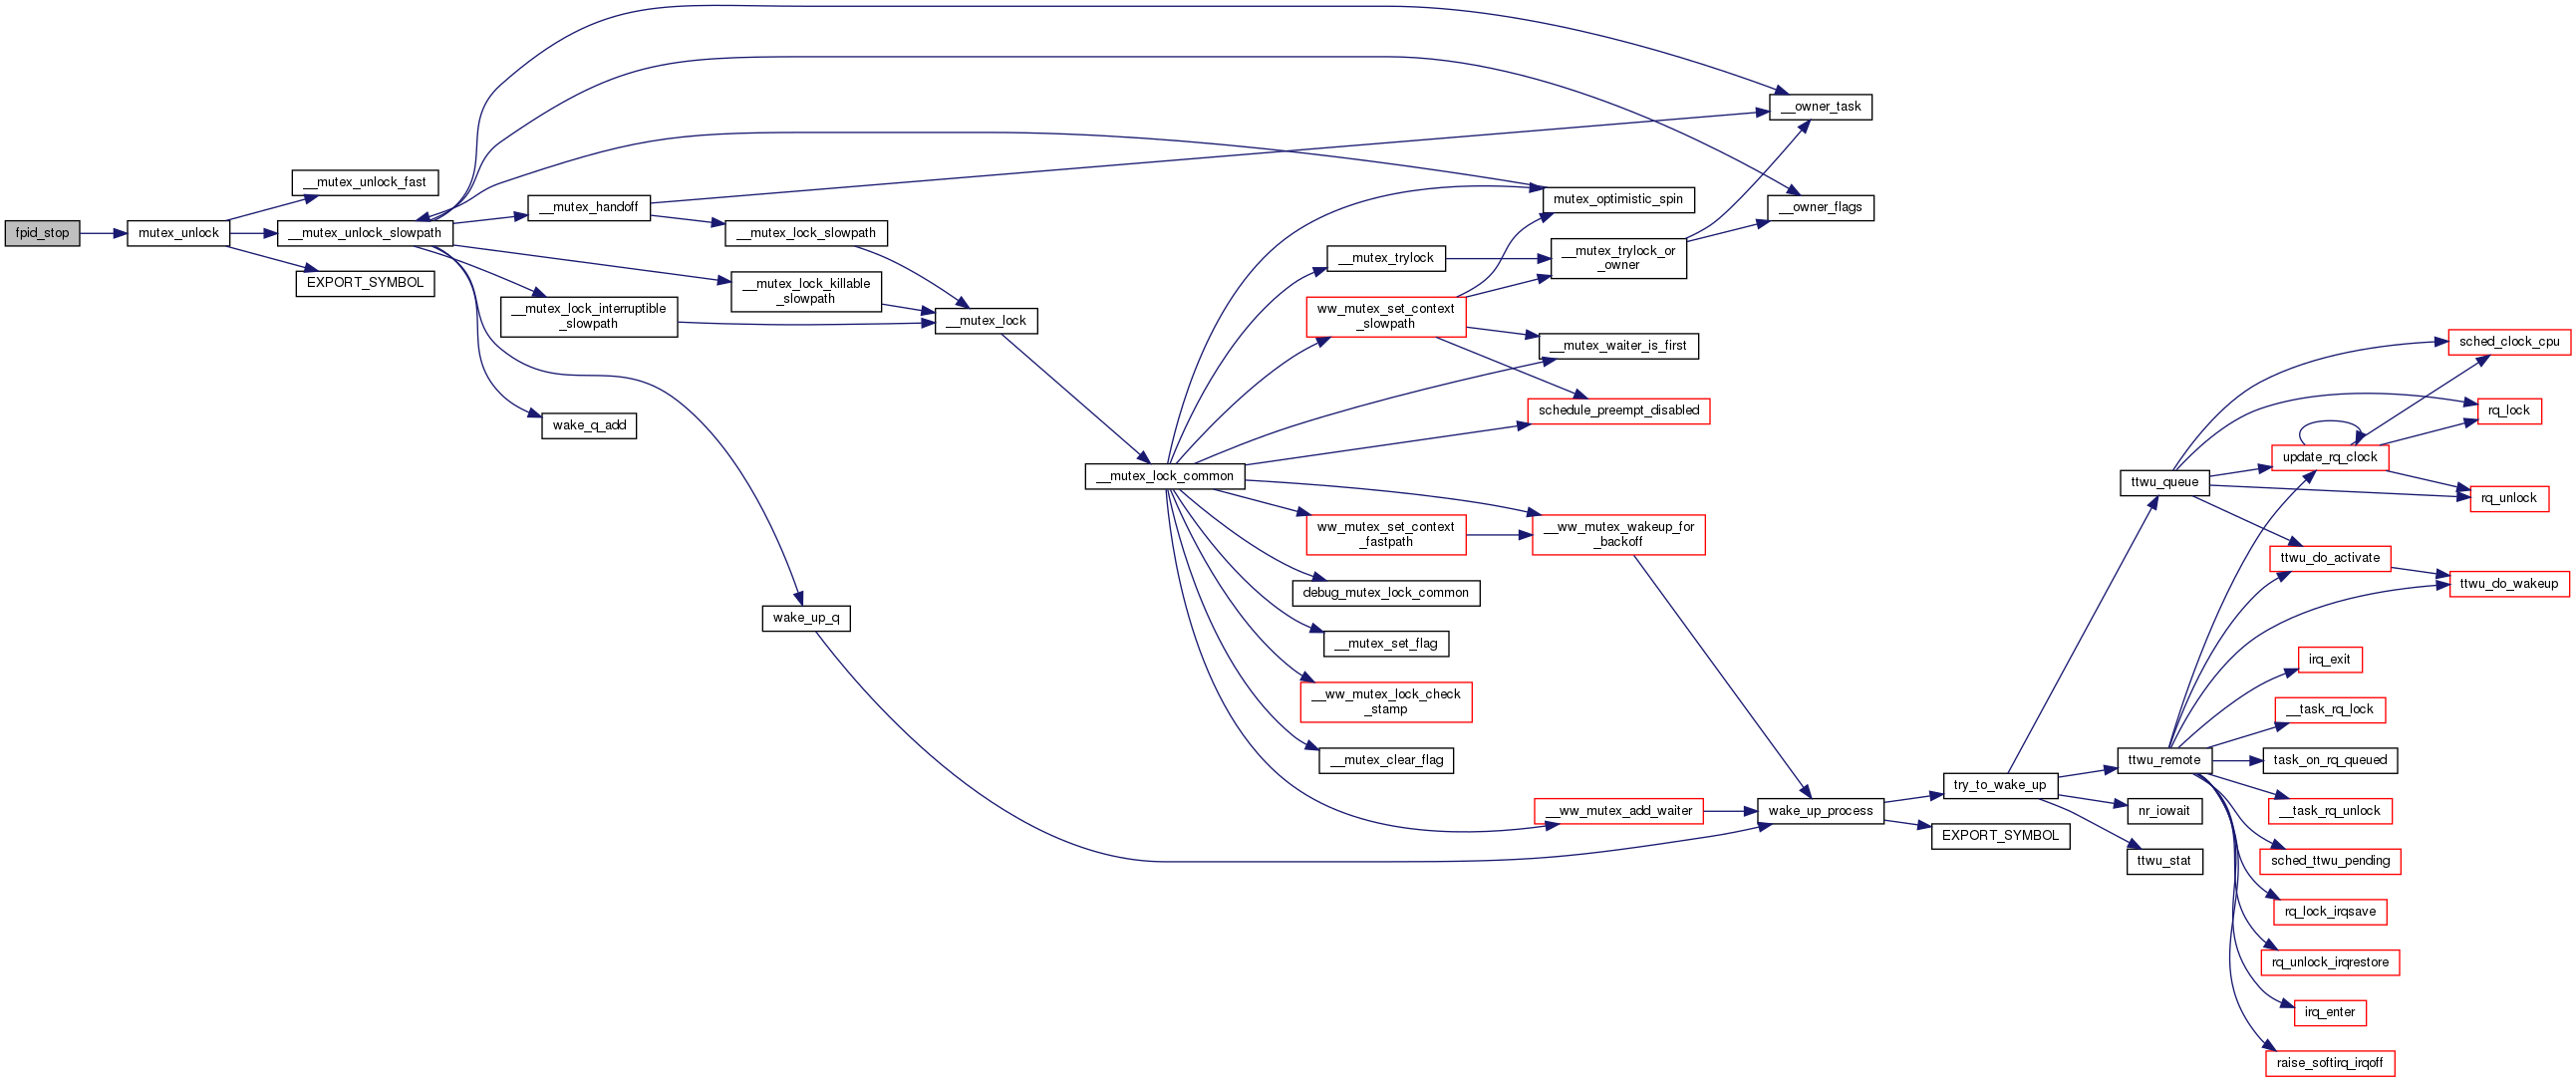 fpid_stop
mutex_unlock
__mutex_unlock_fast
__mutex_unlock_slowpath
EXPORT_SYMBOL
__mutex_handoff
__mutex_lock_interruptible
_slowpath
wake_q_add
__mutex_lock_slowpath
__mutex_lock_killable
_slowpath
wake_up_q
__mutex_lock
__mutex_lock_common
__mutex_trylock
ww_mutex_set_context
_slowpath
ww_mutex_set_context
_fastpath
debug_mutex_lock_common
__mutex_set_flag
__ww_mutex_lock_check
_stamp
__mutex_clear_flag
__owner_task
mutex_optimistic_spin
__owner_flags
__mutex_trylock_or
_owner
__mutex_waiter_is_first
schedule_preempt_disabled
__ww_mutex_wakeup_for
_backoff
__ww_mutex_add_waiter
wake_up_process
try_to_wake_up
EXPORT_SYMBOL
ttwu_queue
ttwu_remote
nr_iowait
ttwu_stat
sched_clock_cpu
rq_lock
update_rq_clock
rq_unlock
ttwu_do_activate
ttwu_do_wakeup
irq_exit
__task_rq_lock
task_on_rq_queued
__task_rq_unlock
sched_ttwu_pending
rq_lock_irqsave
rq_unlock_irqrestore
irq_enter
raise_softirq_irqoff